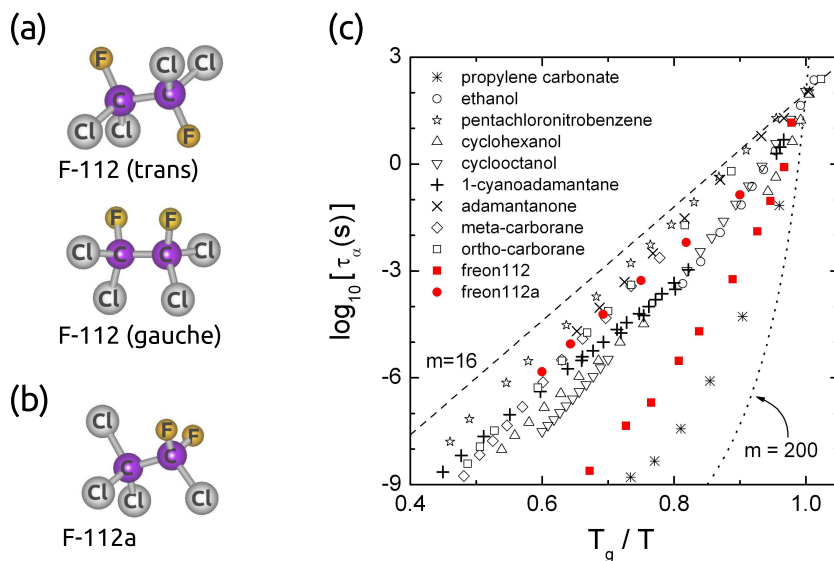 (a)
F
Cl
Cl
C
C
Cl
Cl
F
F-112 (trans)
F
F
Cl
C
C
Cl
Cl
Cl
F-112 (gauche)
(b)
Cl
F
F
C
C
Cl
Cl
Cl
F-112a
(c)
3
0
-3
-6
-9
log10 [ τα(s) ]
propylene carbonate
ethanol
pentachloronitrobenzene
cyclohexanol
cyclooctanol
1-cyanoadamantane
adamantanone
meta-carborane
ortho-carborane
freon112
freon112a
m=16
m = 200
0.4 0.6 0.8 1.0
Tg / T